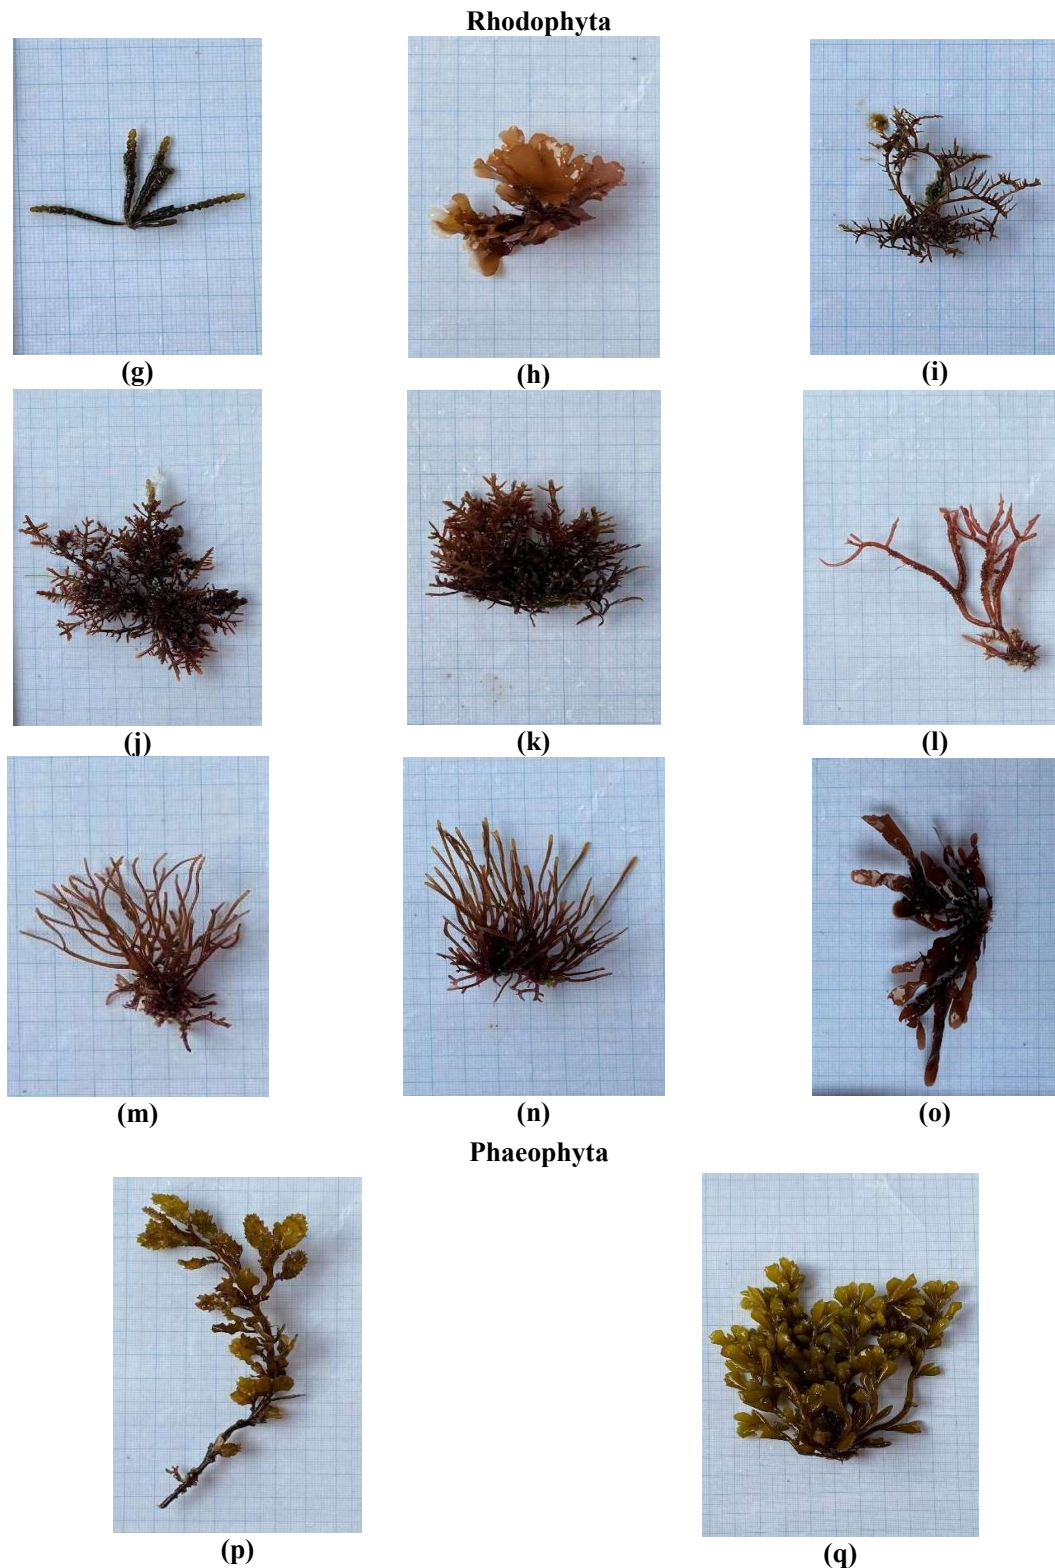 Rhodophyta
(g) (h) (i)
(j) (k) (l)
(m) (n) (o)
Phaeophyta
(p) (q)